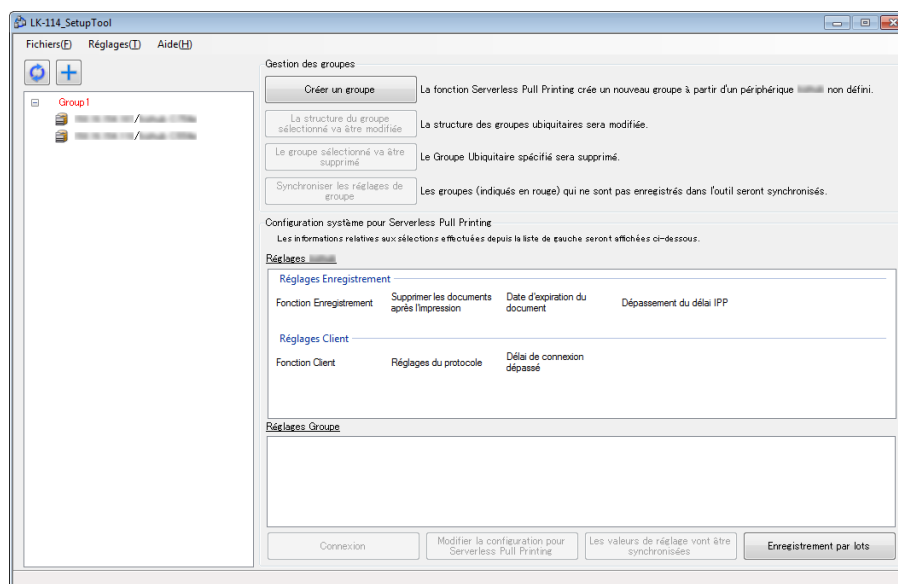 LK-114_SetupTool
Fichiers(F) Réglages(T) Aide(H)
Gestion des groupes
Créer un groupe
La fonction Serverless Pull Printing crée un nouveau groupe à partir d'un périphérique non défini.
Group1
/
/
La structure du groupe
sélectionné va être modifiée
La structure des groupes ubiquitaires sera modifiée.
Le groupe sélectionné va être
supprimé
Le Groupe Ubiquitaire spécifié sera supprimé.
Synchroniser les réglages de
groupe
Les groupes (indiqués en rouge) qui ne sont pas enregistrés dans l'outil seront synchronisés.
Configuration système pour Serverless Pull Printing
Les informations relatives aux sélections effectuées depuis la liste de gauche seront affichées ci-dessous.
Réglages
Réglages Enregistrement
Fonction Enregistrement
Supprimer les documents
après l'impression
Date d'expiration du
document
Dépassement du délai IPP
Réglages Client
Fonction Client
Réglages du protocole
Délai de connexion
dépassé
Réglages Groupe
Connexion
Modifier la configuration pour
Serverless Pull Printing
Les valeurs de réglage vont être
synchronisées
Enregistrement par lots